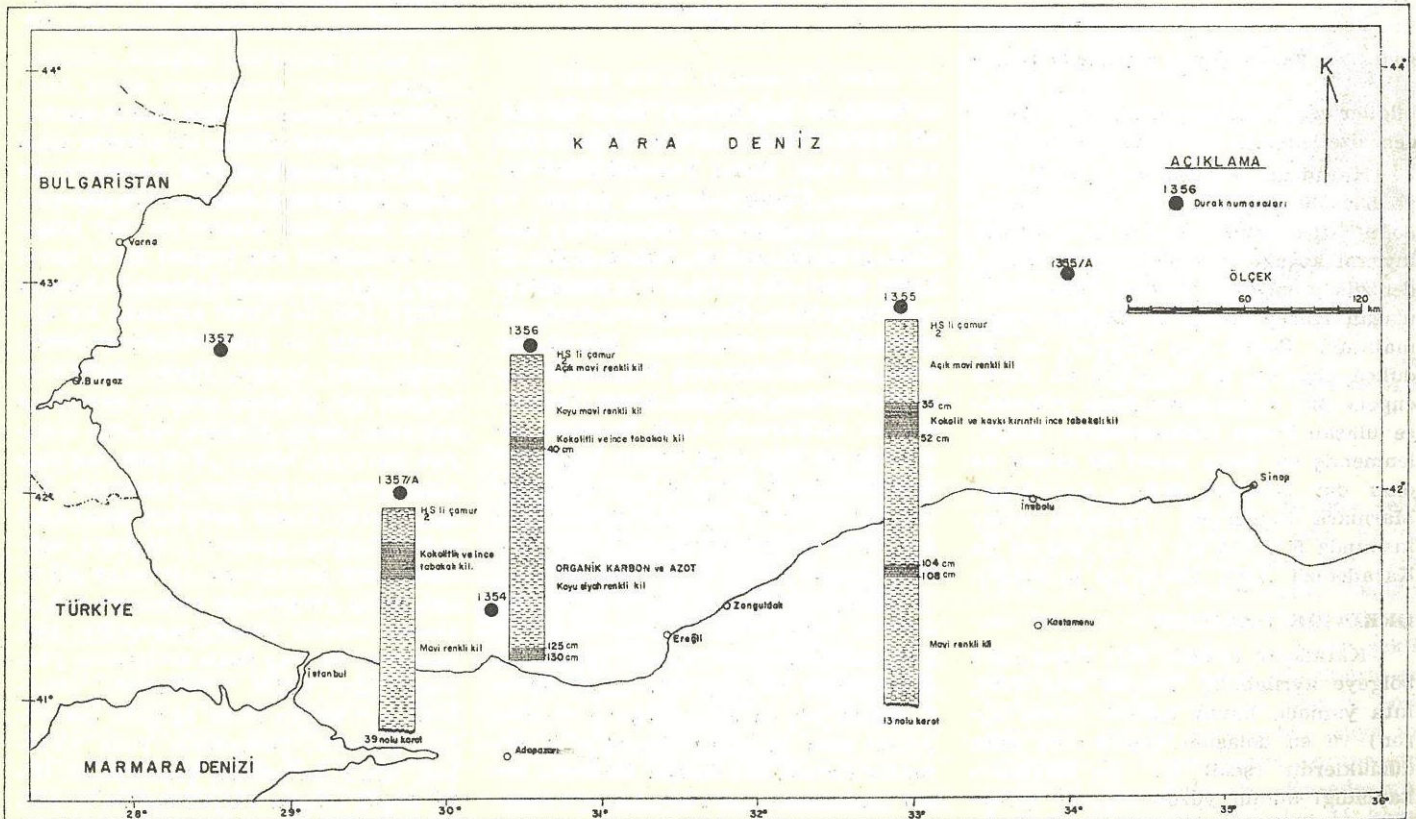 44°
44°
K
KARA DENİZ
AÇIKLAMA
1356
Durak numaraları
BULGARİSTAN
Varna
43°
43°
1355/A
ÖLÇEK
0 60 120
km
1357
1356
1355
H₂S li çamur
Açık mavi renkli kil
H₂S li çamur
Açık mavi renkli kil
Burgaz
Koyu mavi renkli kil
35 cm
Kokolitli ve ince tabakalı kil
Kokolit ve kavkı kırıntılı ince tabakalı kil
40 cm
52 cm
1357/A
42°
42°
Sinop
İnebolu
H₂S li çamur
Kokolitik ve ince
tabakalı kil.
ORGANİK KARBON ve AZOT
Koyu siyah renkli kil
104 cm
108 cm
1354
TÜRKİYE
Zonguldak
Kastamonu
Ereğli
Mavi renkli kil
125 cm
130 cm
Mavi renkli kil
İstanbul
41°
39 nolu karot
13 nolu karot
Adapazarı
MARMARA DENİZİ
28° 29° 30° 31° 32° 33° 34° 35° 36°